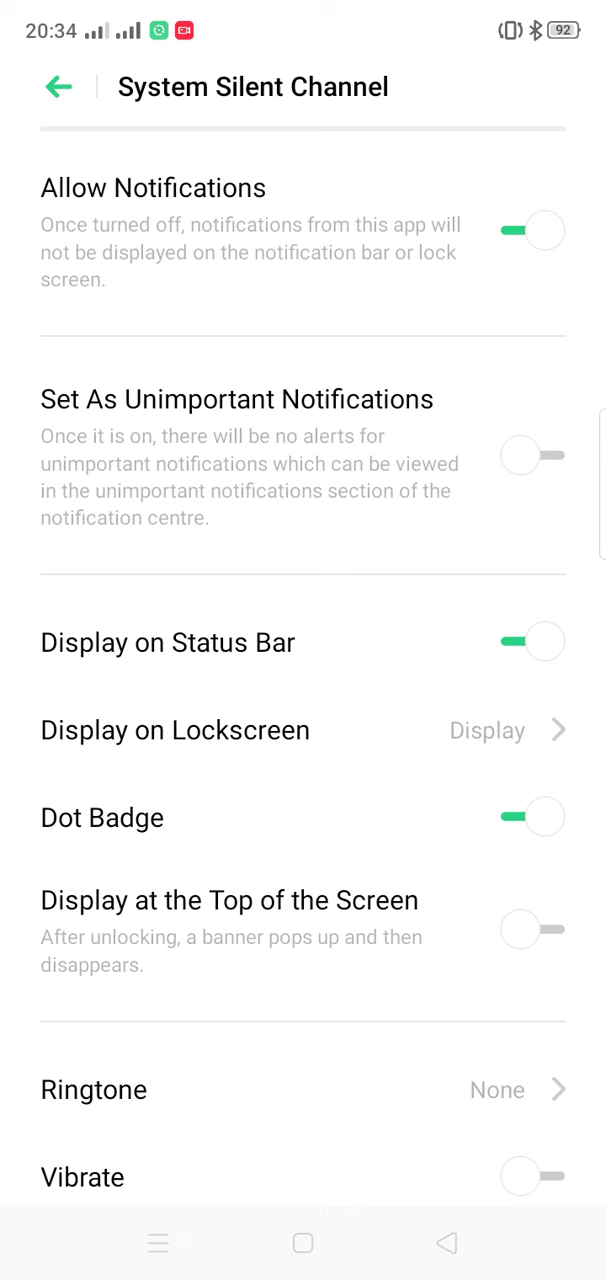 20:34 92
System Silent Channel
Allow Notifications
Once turned off, notifications from this app will
not be displayed on the notification bar or lock
screen.
Set As Unimportant Notifications
Once it is on, there will be no alerts for
unimportant notifications which can be viewed
in the unimportant notifications section of the
notification centre.
Display on Status Bar
Display on Lockscreen Display
Dot Badge
Display at the Top of the Screen
After unlocking, a banner pops up and then
disappears.
Ringtone None
Vibrate